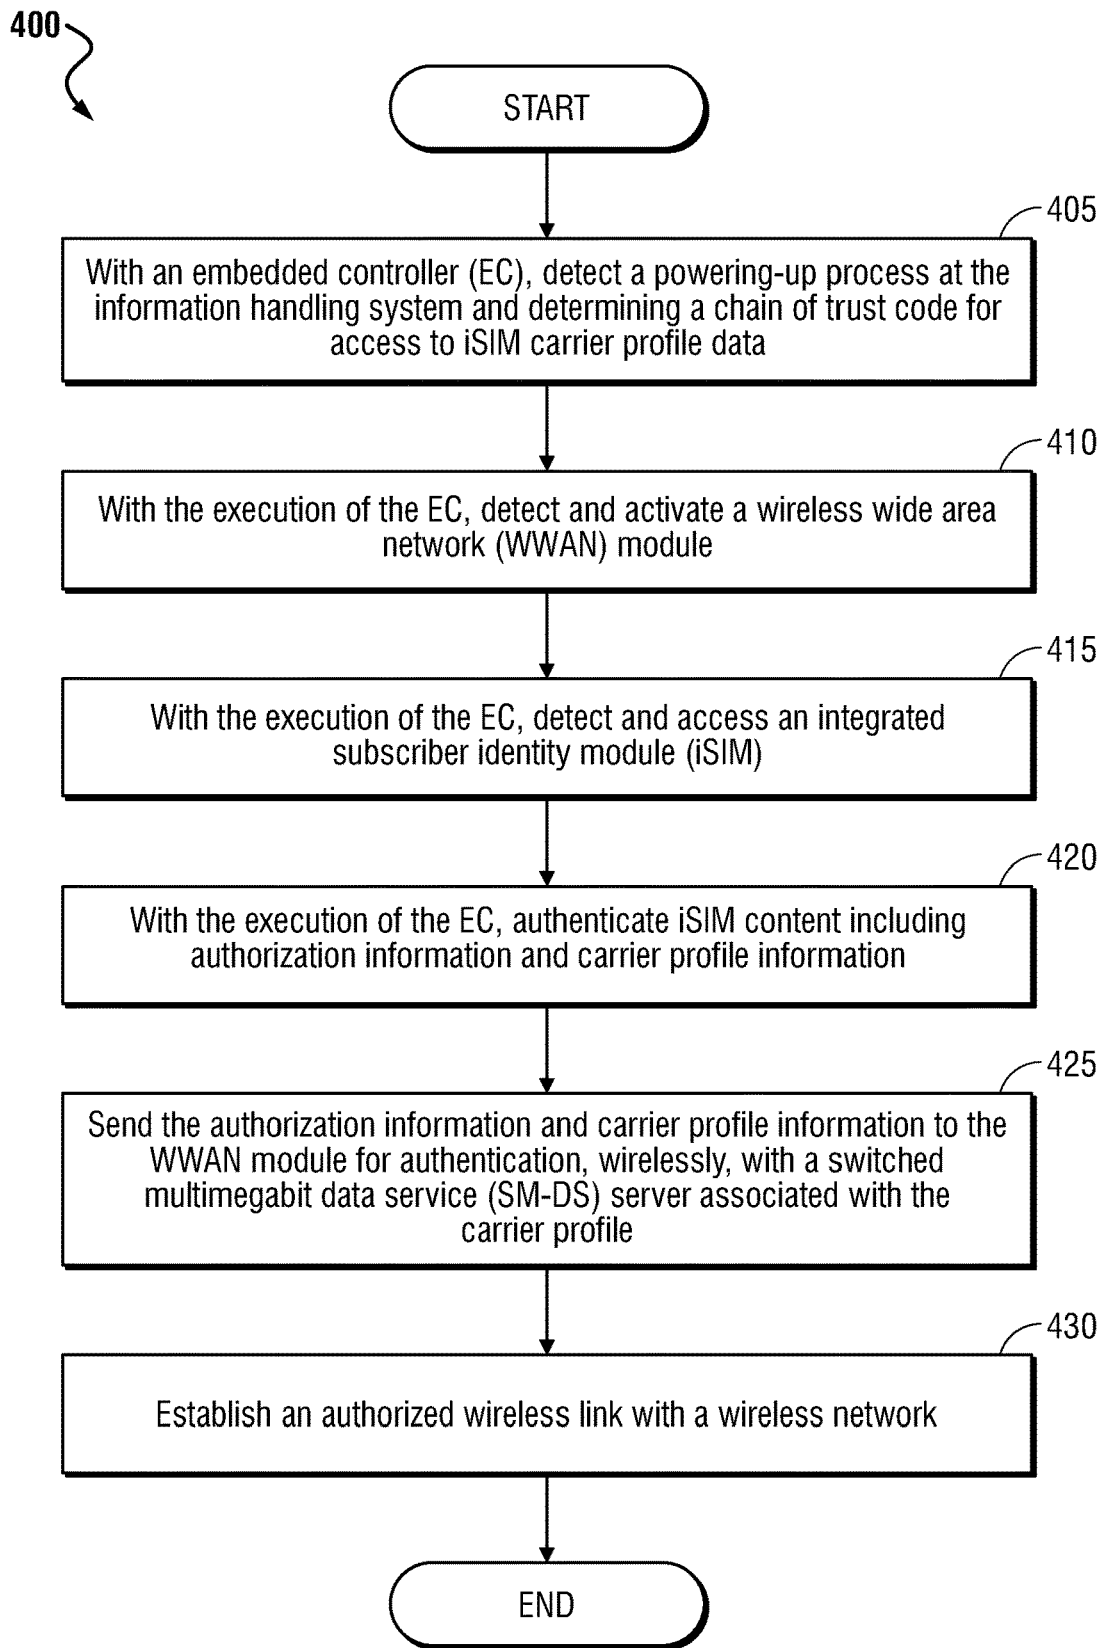 400
START
405
With an embedded controller (EC), detect a powering-up process at the
information handling system and determining a chain of trust code for
access to iSIM carrier profile data
410
With the execution of the EC, detect and activate a wireless wide area
network (WWAN) module
415
With the execution of the EC, detect and access an integrated
subscriber identity module (iSIM)
420
With the execution of the EC, authenticate iSIM content including
authorization information and carrier profile information
425
Send the authorization information and carrier profile information to the
WWAN module for authentication, wirelessly, with a switched
multimegabit data service (SM-DS) server associated with the
carrier profile
430
Establish an authorized wireless link with a wireless network
END